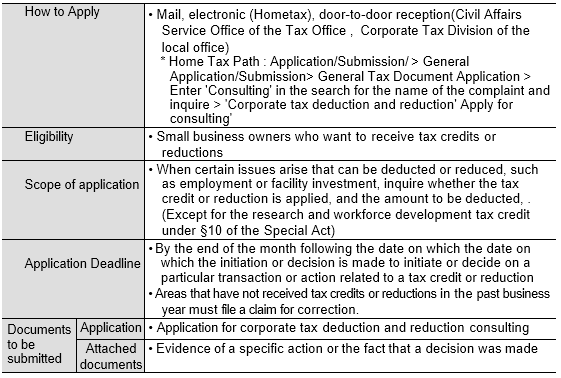 How to Apply
• Mail, electronic (Hometax), door-to-door reception(Civil Affairs
Service Office of the Tax Office , Corporate Tax Division of the
local office)
* Home Tax Path : Application/Submission/ > General
Application/Submission> General Tax Document Application >
Enter 'Consulting' in the search for the name of the complaint and
inquire > 'Corporate tax deduction and reduction' Apply for
consulting'
Eligibility
• Small business owners who want to receive tax credits or
reductions
Scope of application
• When certain issues arise that can be deducted or reduced, such
as employment or facility investment, inquire whether the tax
credit or reduction is applied, and the amount to be deducted, .
(Except for the research and workforce development tax credit
under §10 of the Special Act)
Application Deadline
• By the end of the month following the date on which the date on
which the initiation or decision is made to initiate or decide on a
particular transaction or action related to a tax credit or reduction
• Areas that have not received tax credits or reductions in the past business
year must file a claim for correction.
Documents
to be
submitted
Application
• Application for corporate tax deduction and reduction consulting
Attached
documents
• Evidence of a specific action or the fact that a decision was made